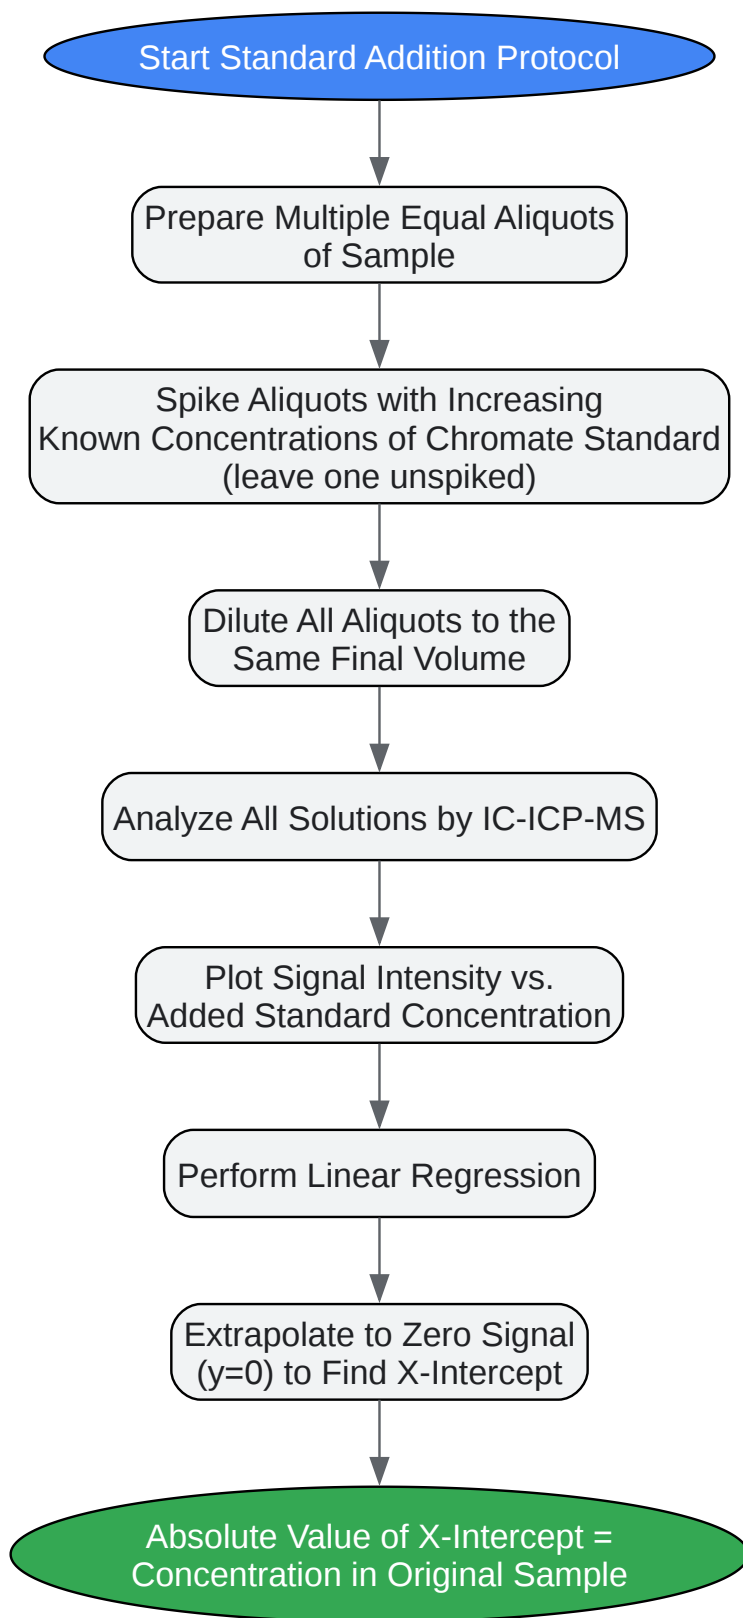 Start Standard Addition Protocol
Prepare Multiple Equal Aliquots
of Sample
Spike Aliquots with Increasing
Known Concentrations of Chromate Standard
(leave one unspiked)
Dilute All Aliquots to the
Same Final Volume
Analyze All Solutions by IC-ICP-MS
Plot Signal Intensity vs.
Added Standard Concentration
Perform Linear Regression
Extrapolate to Zero Signal
(y=0) to Find X-Intercept
Absolute Value of X-Intercept =
Concentration in Original Sample